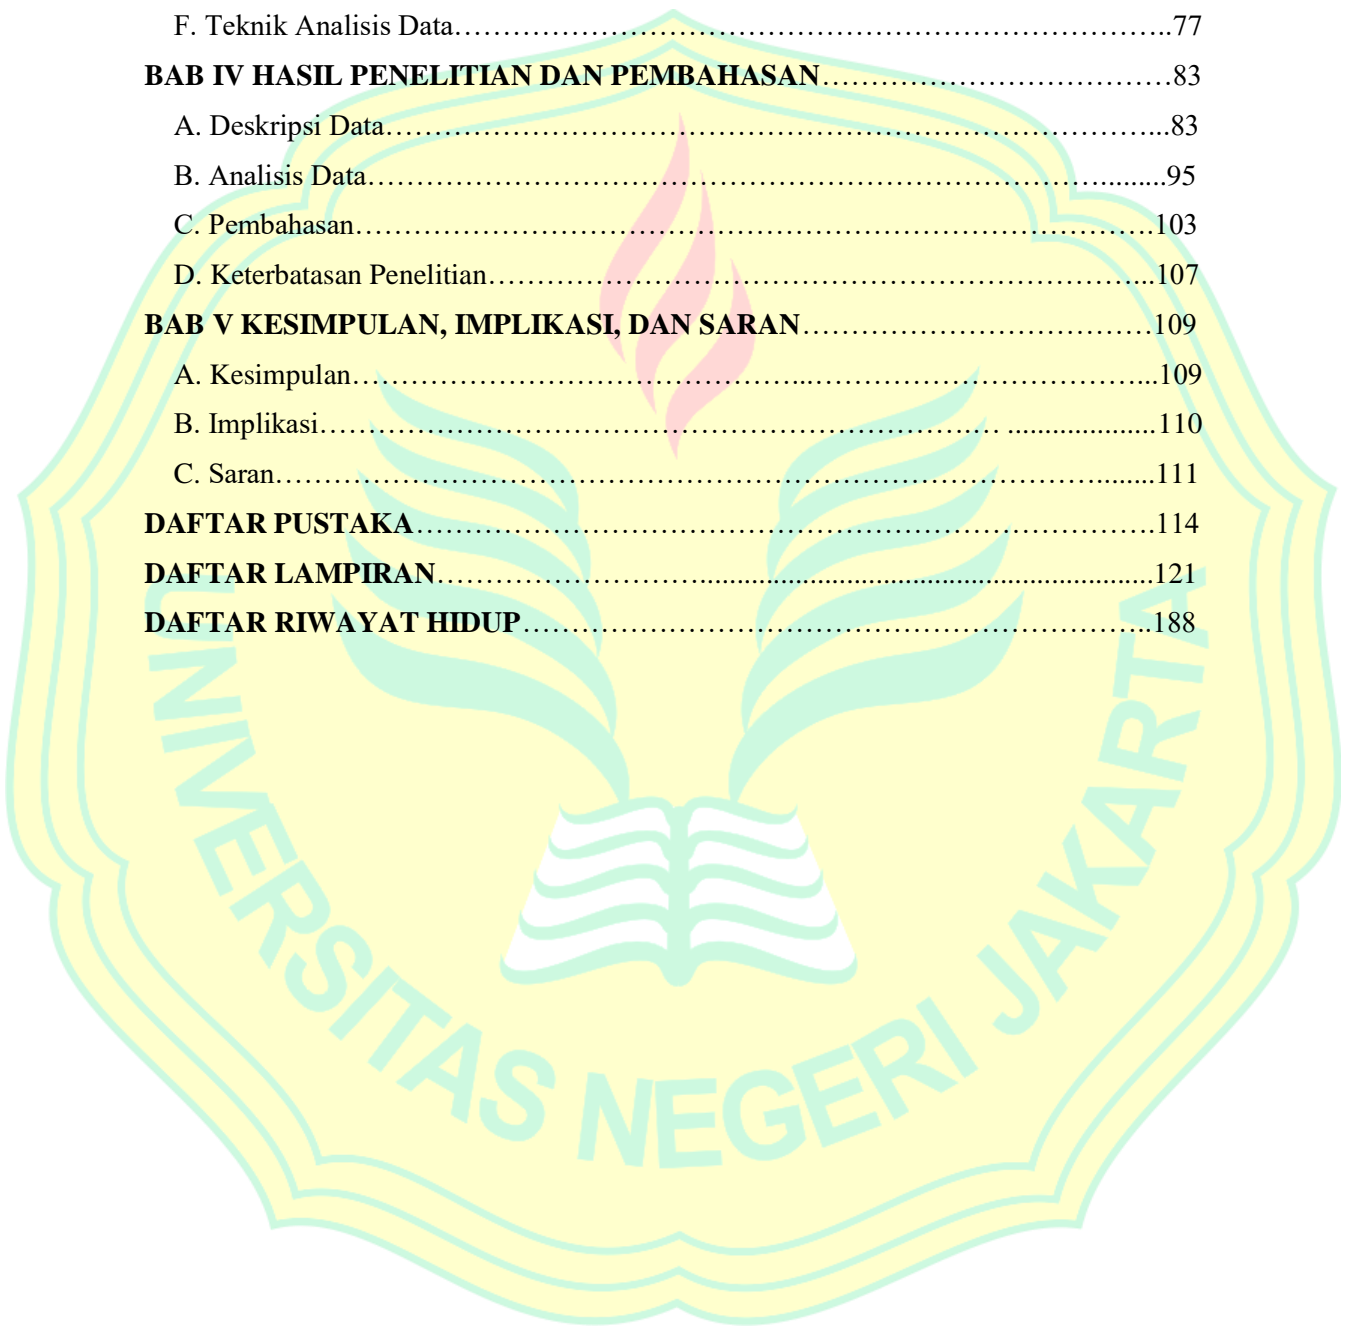 F. Teknik Analisis Data……………………………………………………………………..77
BAB IV HASIL PENELITIAN DAN PEMBAHASAN…………………………………83
A. Deskripsi Data…………………………………………………………………………...83
B. Analisis Data……………………………………………………………………….........95
C. Pembahasan…………………………………………………………………………….103
D. Keterbatasan Penelitian………………………………………………………………...107
BAB V KESIMPULAN, IMPLIKASI, DAN SARAN…………………………………109
A. Kesimpulan…………………………………………...………………………………...109
B. Implikasi………………………………………………………………… .....................110
C. Saran…………………………………………………………………………….........111
DAFTAR PUSTAKA……………………………………………………………………….114
DAFTAR LAMPIRAN………………………...............................................................121
DAFTAR RIWAYAT HIDUP……………………………………………………………..188
UNIVERSITAS NEGERI JAKARTA